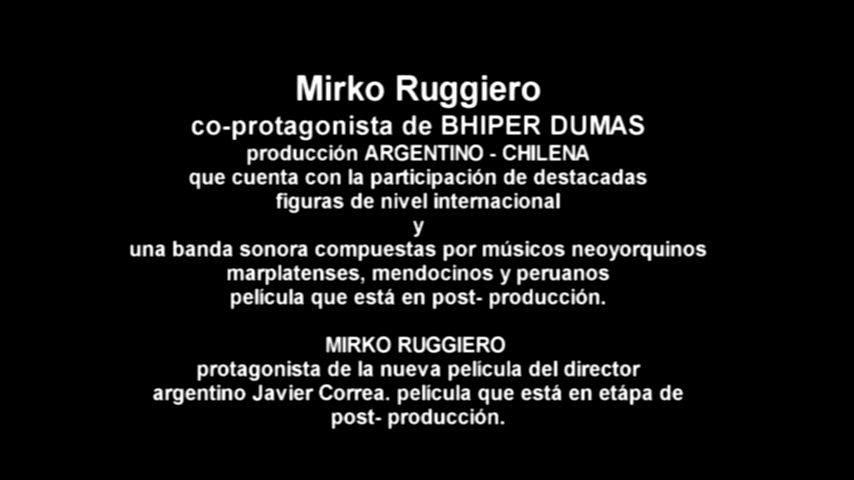 Mirko Ruggiero
co-protagonista de BHIPER DUMAS
producción ARGENTINO - CHILENA
que cuenta con la participación de destacadas
figuras de nivel internacional
y
una banda sonora compuestas por músicos neoyorquinos
marplatenses, mendocinos y peruanos
película que está en post- producción.
MIRKO RUGGIERO
protagonista de la nueva película del director
argentino Javier Correa. película que está en etápa de
post- producción.